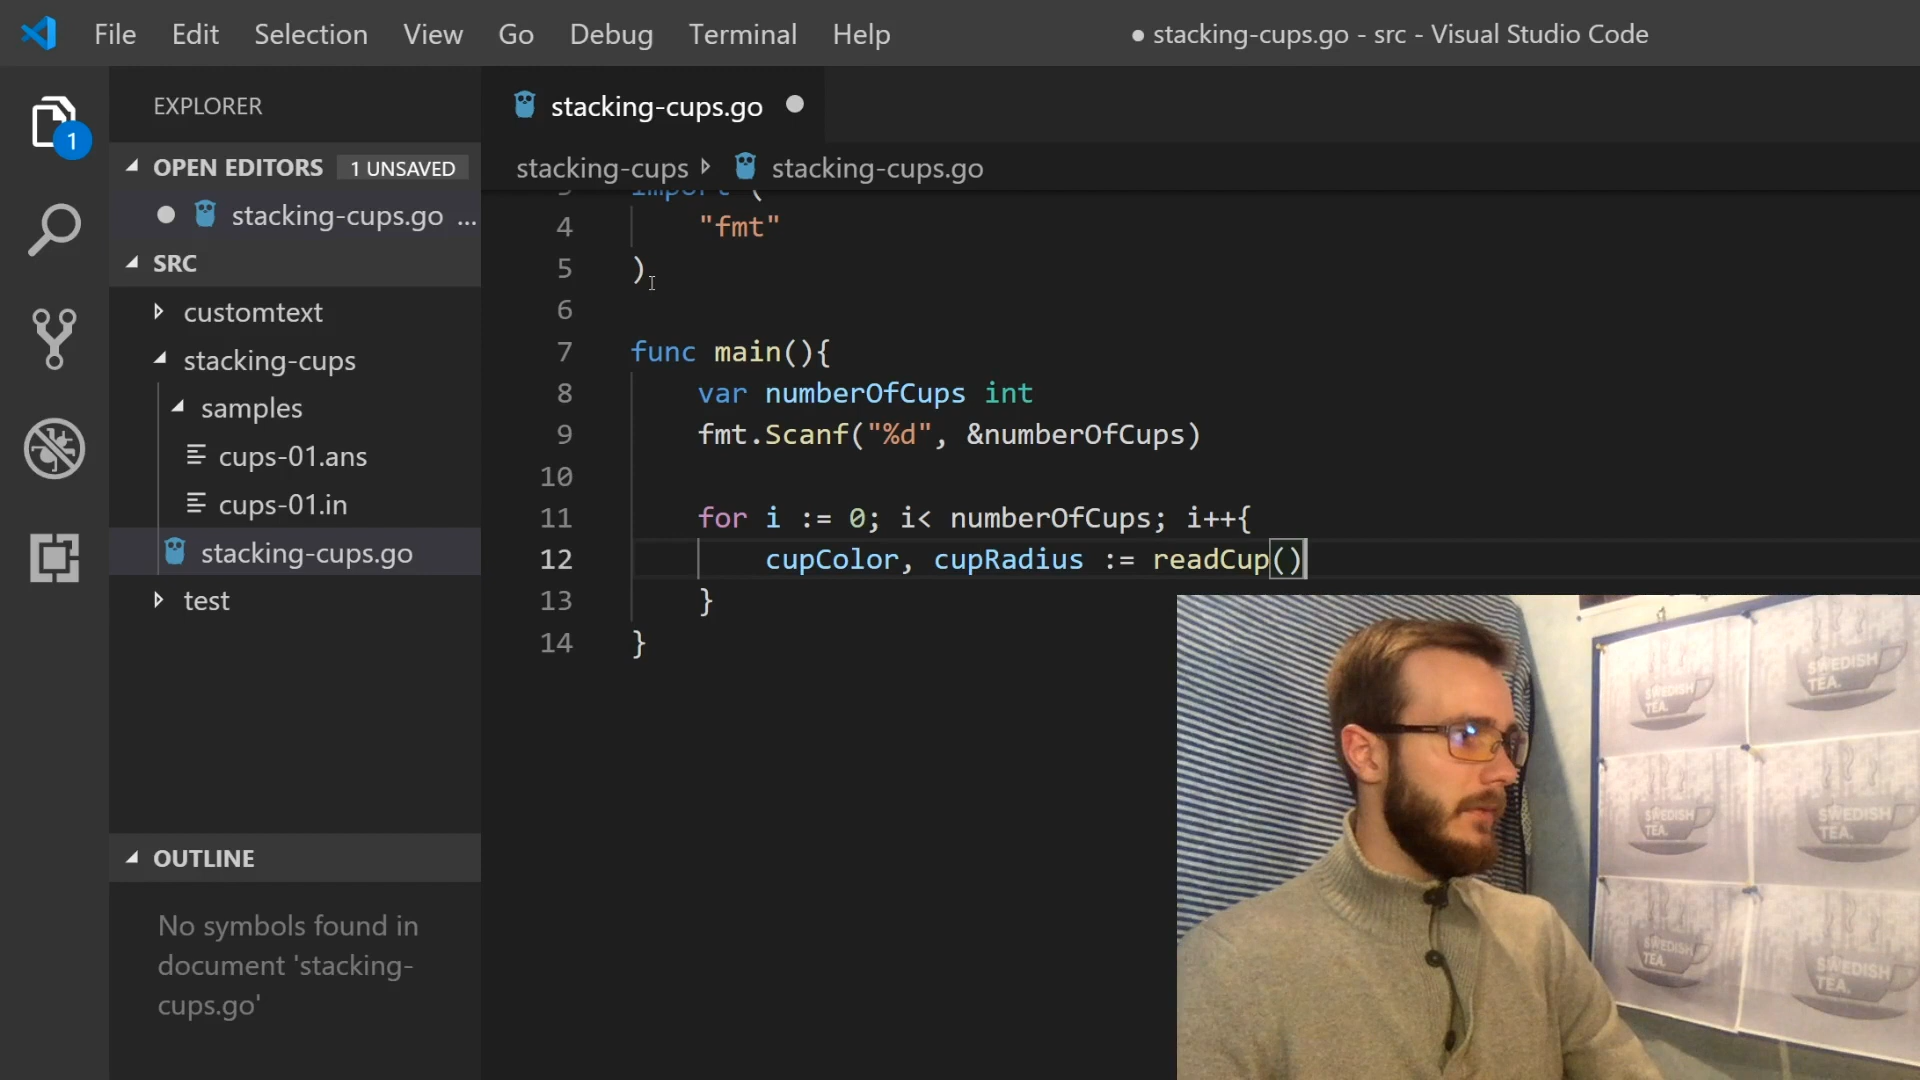 File Edit Selection View Go Debug Terminal Help
● stacking-cups.go - src - Visual Studio Code
1
EXPLORER
OPEN EDITORS 1 UNSAVED
stacking-cups.go ...
SRC
customtext
stacking-cups
samples
cups-01.ans
cups-01.in
stacking-cups.go
test
OUTLINE
No symbols found in
document 'stacking-
cups.go'
stacking-cups.go
stacking-cups stacking-cups.go
3 import (
4 "fmt"
5 )
6
7 func main(){
8 var numberOfCups int
9 fmt.Scanf("%d", &numberOfCups)
10
11 for i := 0; i< numberOfCups; i++{
12 cupColor, cupRadius := readCup()
13 }
14 }
SWEDISH
TEA.
SWEDISH
TEA.
SWEDISH
TEA.
SWEDISH
TEA.
SWEDISH
TEA.
SWEDISH
TEA.